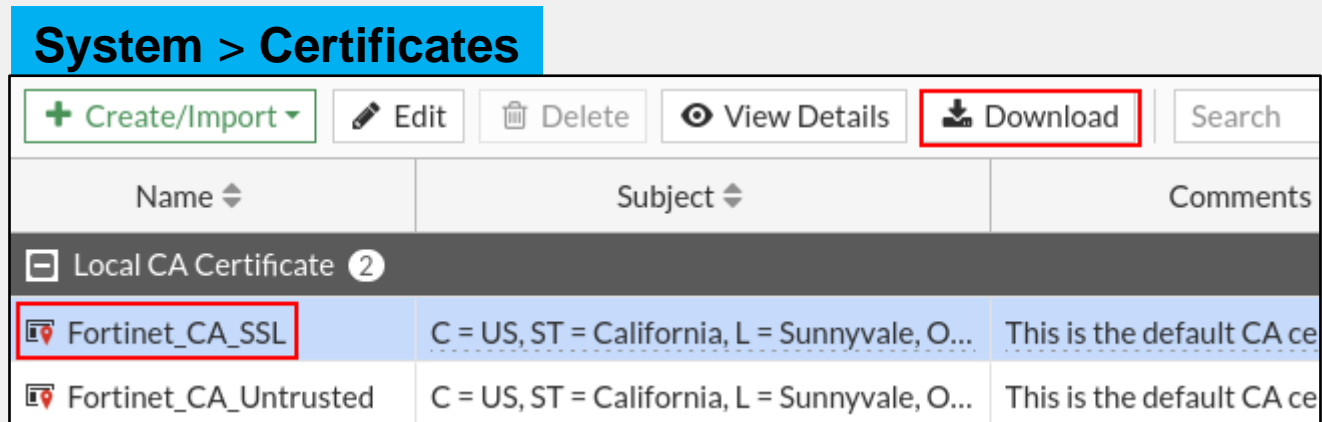 System > Certificates
Create/Import Edit Delete View Details Download Search
Name Subject Comments
Local CA Certificate 2
Fortinet_CA_SSL C = US, ST = California, L = Sunnyvale, O... This is the default CA ce
Fortinet_CA_Untrusted C = US, ST = California, L = Sunnyvale, O... This is the default CA ce